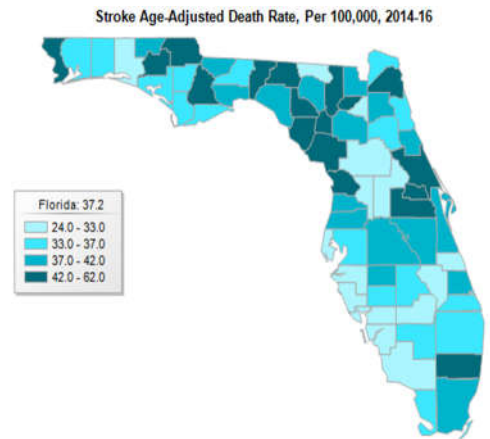 Stroke Age-Adjusted Death Rate, Per 100,000, 2014-16
Florida: 37.2
24.0 - 33.0
33.0 - 37.0
37.0 - 42.0
42.0 - 62.0